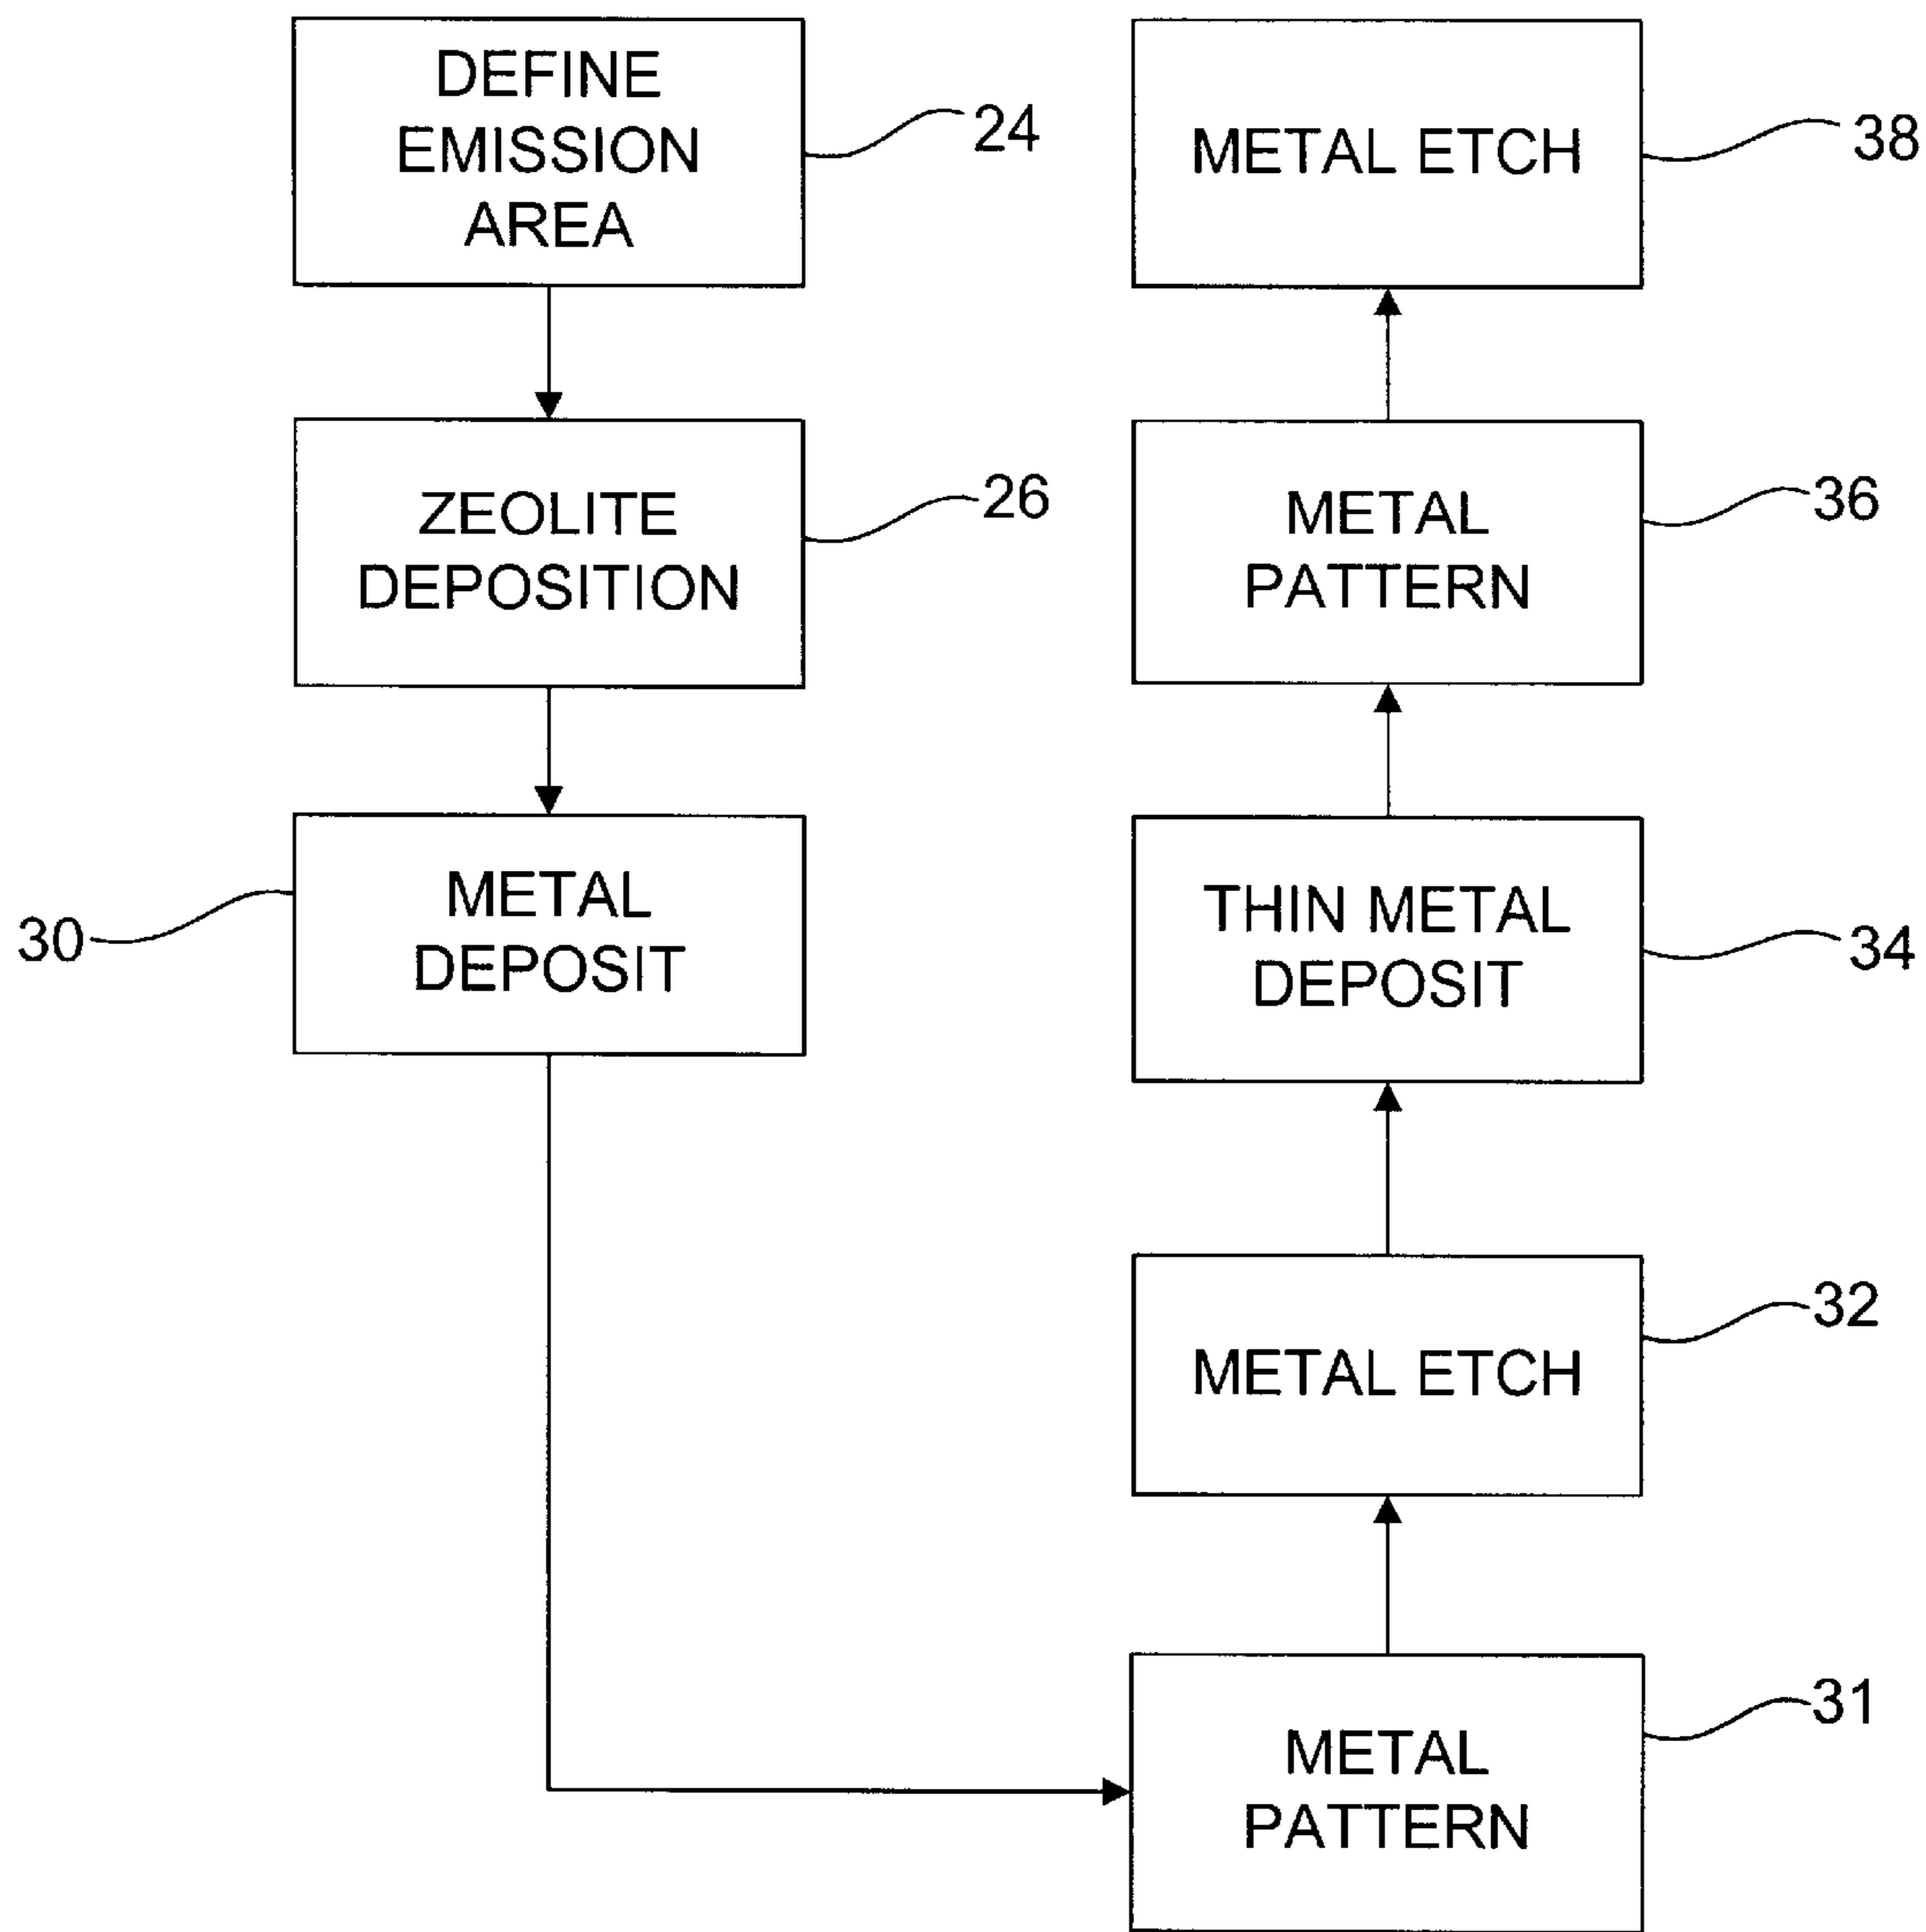 DEFINE
EMISSION
AREA
24
ZEOLITE
DEPOSITION
26
METAL
DEPOSIT
30
METAL
PATTERN
31
METAL ETCH
32
THIN METAL
DEPOSIT
34
METAL
PATTERN
36
METAL ETCH
38